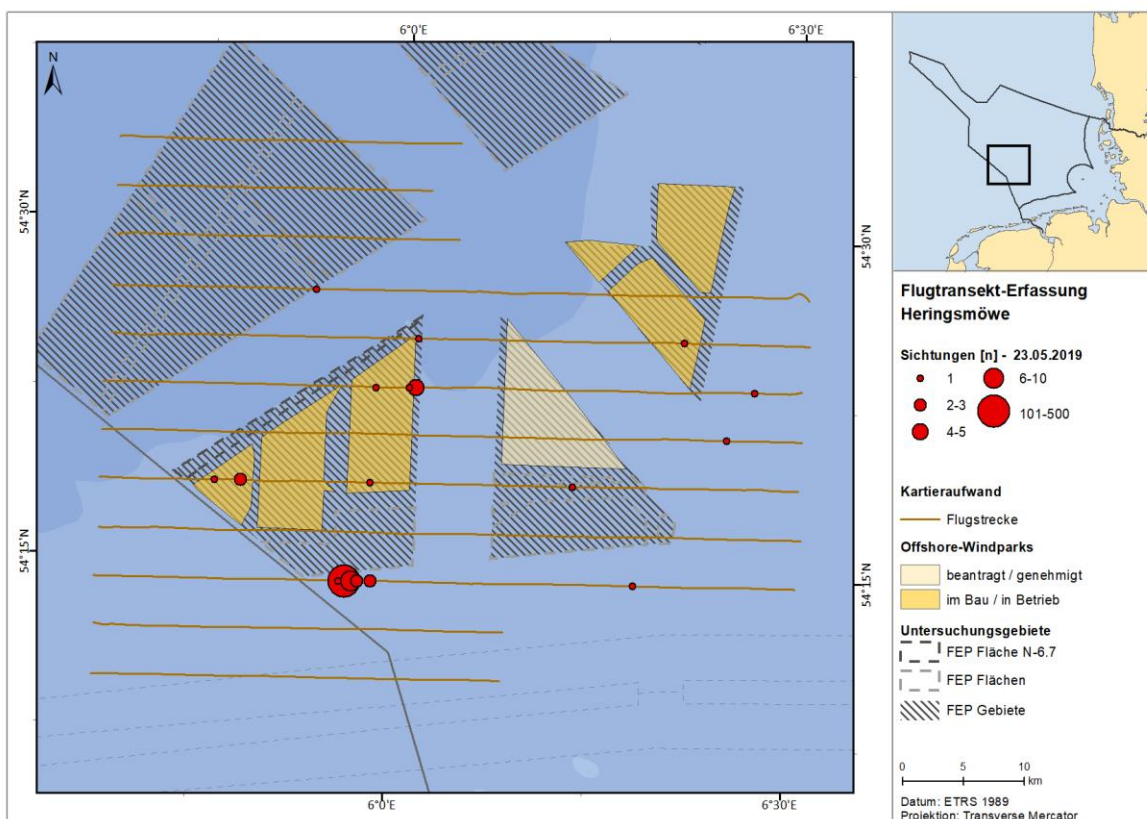 6°0'E
6°30'E
N
54°30'N
54°30'N
54°15'N
54°15'N
6°0'E
6°30'E
Flugtransekt-Erfassung
Heringsmöwe
Sichtungen [n] - 23.05.2019
1
6-10
2-3
101-500
4-5
Kartieraufwand
Flugstrecke
Offshore-Windparks
beantragt / genehmigt
im Bau / in Betrieb
Untersuchungsgebiete
FEP Fläche N-6.7
FEP Flächen
FEP Gebiete
0 5 10
km
Datum: ETRS 1989
Projektion: Transverse Mercator